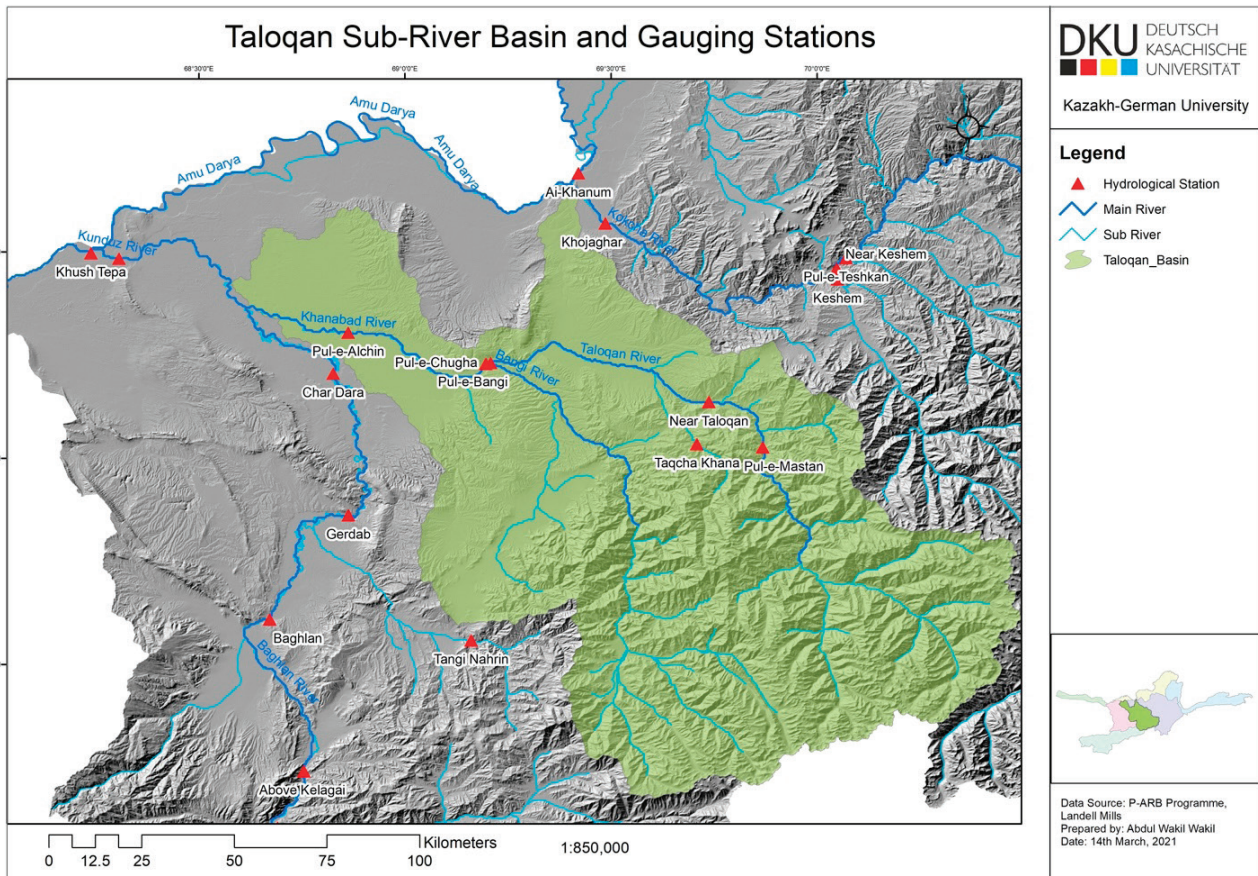 Taloqan Sub-River Basin and Gauging Stations
68°30'0"E
69°0'0"E
69°30'0"E
70°0'0"E
Amu Darya
Amu Darya
Amu Darya
Ai-Khanum
Kokcha River
Khojaghar
Kunduz River
Khush Tepa
Near Keshem
Pul-e-Teshkan
Keshem
Khanabad River
Pul-e-Alchin
Char Dara
Pul-e-Chugha
Pul-e-Bangi
Bangi River
Taloqan River
Near Taloqan
Taqcha Khana
Pul-e-Mastan
Gerdab
Baghlan
Baghlan River
Tangi Nahrin
Above Kelagai
0 12.5 25 50 75 100
Kilometers
1:850,000
DKU
DEUTSCH
KASACHISCHE
UNIVERSITÄT
Kazakh-German University
Legend
Hydrological Station
Main River
Sub River
Taloqan_Basin
Data Source: P-ARB Programme,
Landell Mills
Prepared by: Abdul Wakil Wakil
Date: 14th March, 2021